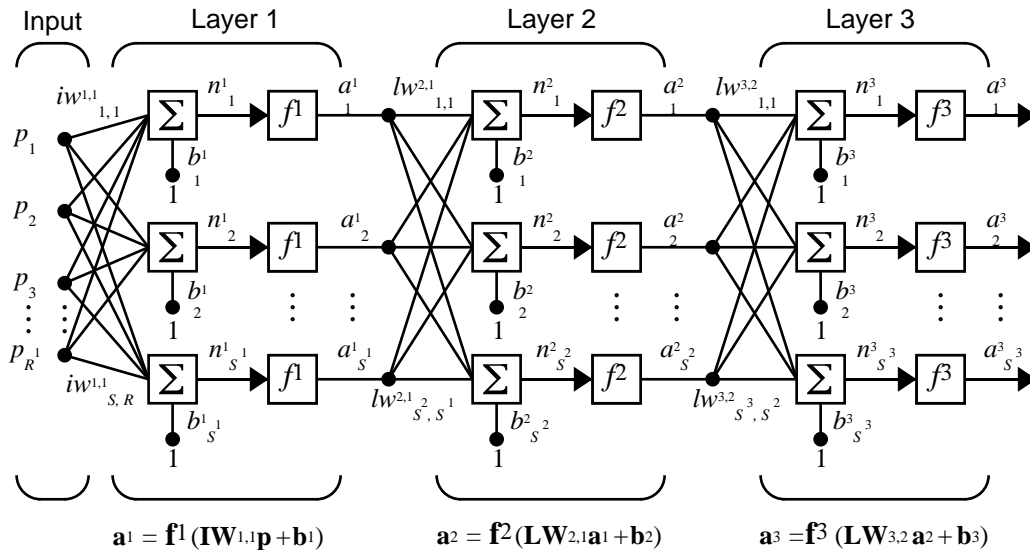 Input Layer 1 Layer 2 Layer 3
iw1,1 1,1 n1 1 a1 1 lw2,1 1,1 n2 1 a2 1 lw3,2 1,1 n3 1 a3 1
p1 Σ f1 Σ f2 Σ f3
b1 1 b2 1 b3 1
1 1 1
p2 n1 2 a1 2 n2 2 a2 2 n3 2 a3 2
Σ f1 Σ f2 Σ f3
p3 b1 2 b2 2 b3 2
1 1 1
pR1 n1 S1 a1 S1 n2 S2 a2 S2 n3 S3 a3 S3
Σ f1 Σ f2 Σ f3
iw1,1 S, R lw2,1 S2, S1 lw3,2 S3, S2
b1 S1 b2 S2 b3 S3
1 1 1
a1 = f1 (IW1,1p +b1) a2 = f2 (LW2,1a1+ b2) a3 =f3 (LW3,2 a2 + b3)